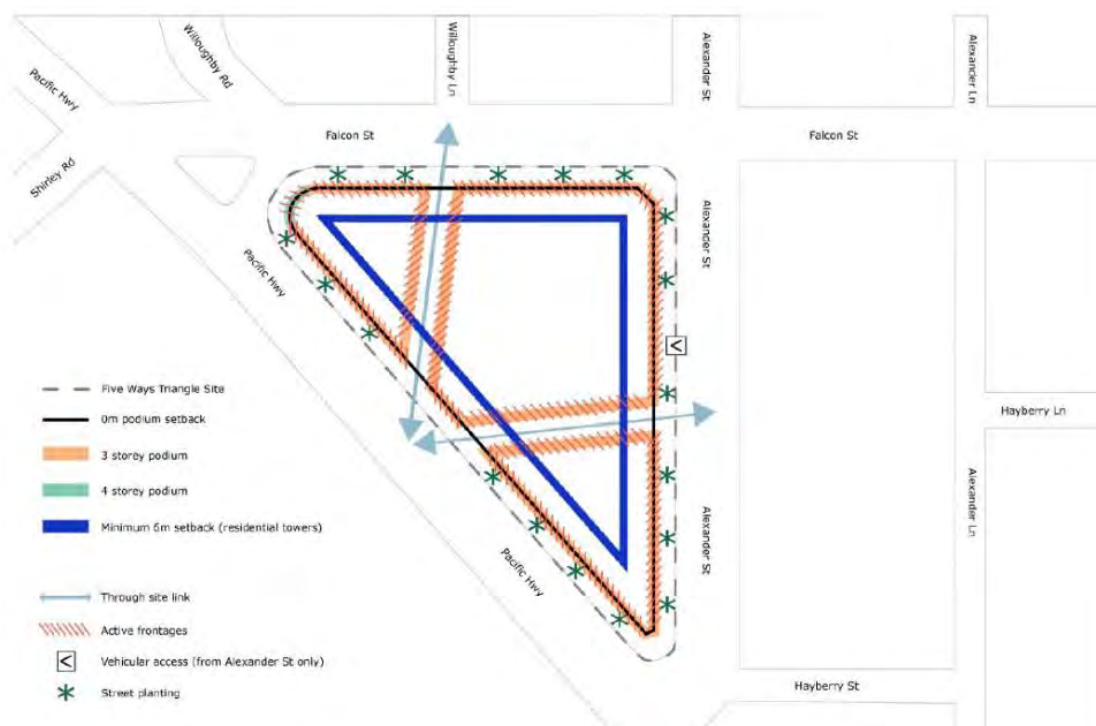 Pacific Hwy
Willoughby Rd
Willoughby Ln
Alexander St
Alexander Ln
Shirley Rd
Falcon St
Falcon St
Pacific Hwy
Alexander St
Five Ways Triangle Site
0m podium setback
3 storey podium
4 storey podium
Minimum 6m setback (residential towers)
Hayberry Ln
Alexander St
Alexander Ln
Pacific Hwy
Through site link
Active frontages
Vehicular access (from Alexander St only)
Street planting
Hayberry St